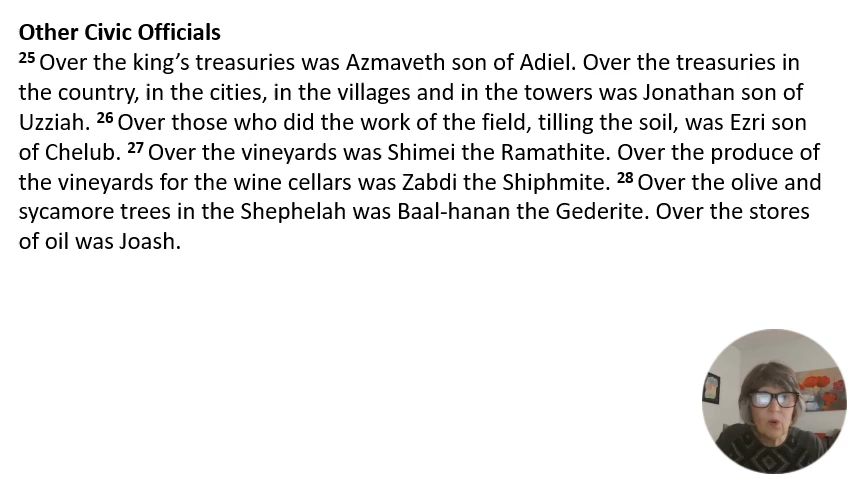 Other Civic Officials
25 Over the king’s treasuries was Azmaveth son of Adiel. Over the treasuries in
the country, in the cities, in the villages and in the towers was Jonathan son of
Uzziah. 26 Over those who did the work of the field, tilling the soil, was Ezri son
of Chelub. 27 Over the vineyards was Shimei the Ramathite. Over the produce of
the vineyards for the wine cellars was Zabdi the Shiphmite. 28 Over the olive and
sycamore trees in the Shephelah was Baal-hanan the Gederite. Over the stores
of oil was Joash.